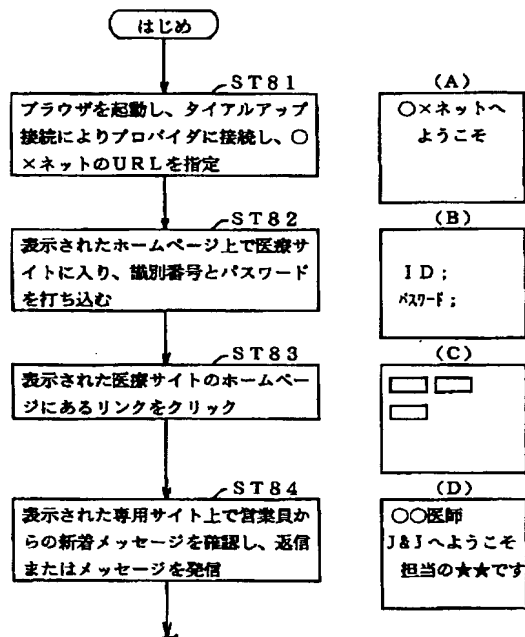 はじめ
ST81
ブラウザを起動し、タイアルアップ
接続によりプロバイダに接続し、○
×ネットのURLを指定
(A)
○×ネットへ
ようこそ
ST82
表示されたホームページ上で医療サ
イトに入り、識別番号とパスワード
を打ち込む
(B)
ID;
パスワード;
ST83
表示された医療サイトのホームペー
ジにあるリンクをクリック
(C)
ST84
表示された専用サイト上で営業員か
らの新着メッセージを確認し、返信
またはメッセージを発信
(D)
○○医師
J&Jへようこそ
担当の★★です